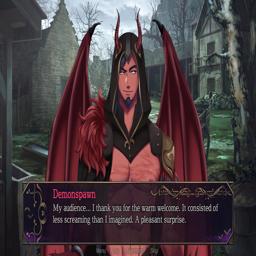 Demonspawn
My audience... I thank you for the warm welcome. It consisted of
less screaming than I imagined. A pleasant surprise.